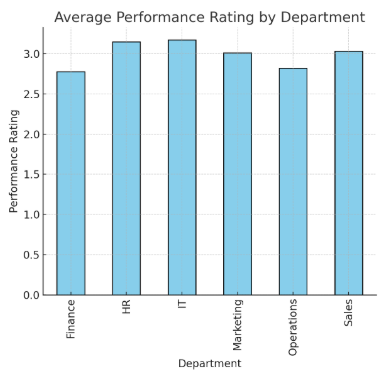 Average Performance Rating by Department
Performance Rating
3.0
2.5
2.0
1.5
1.0
0.5
0.0
Finance
HR
IT
Marketing
Operations
Sales
Department